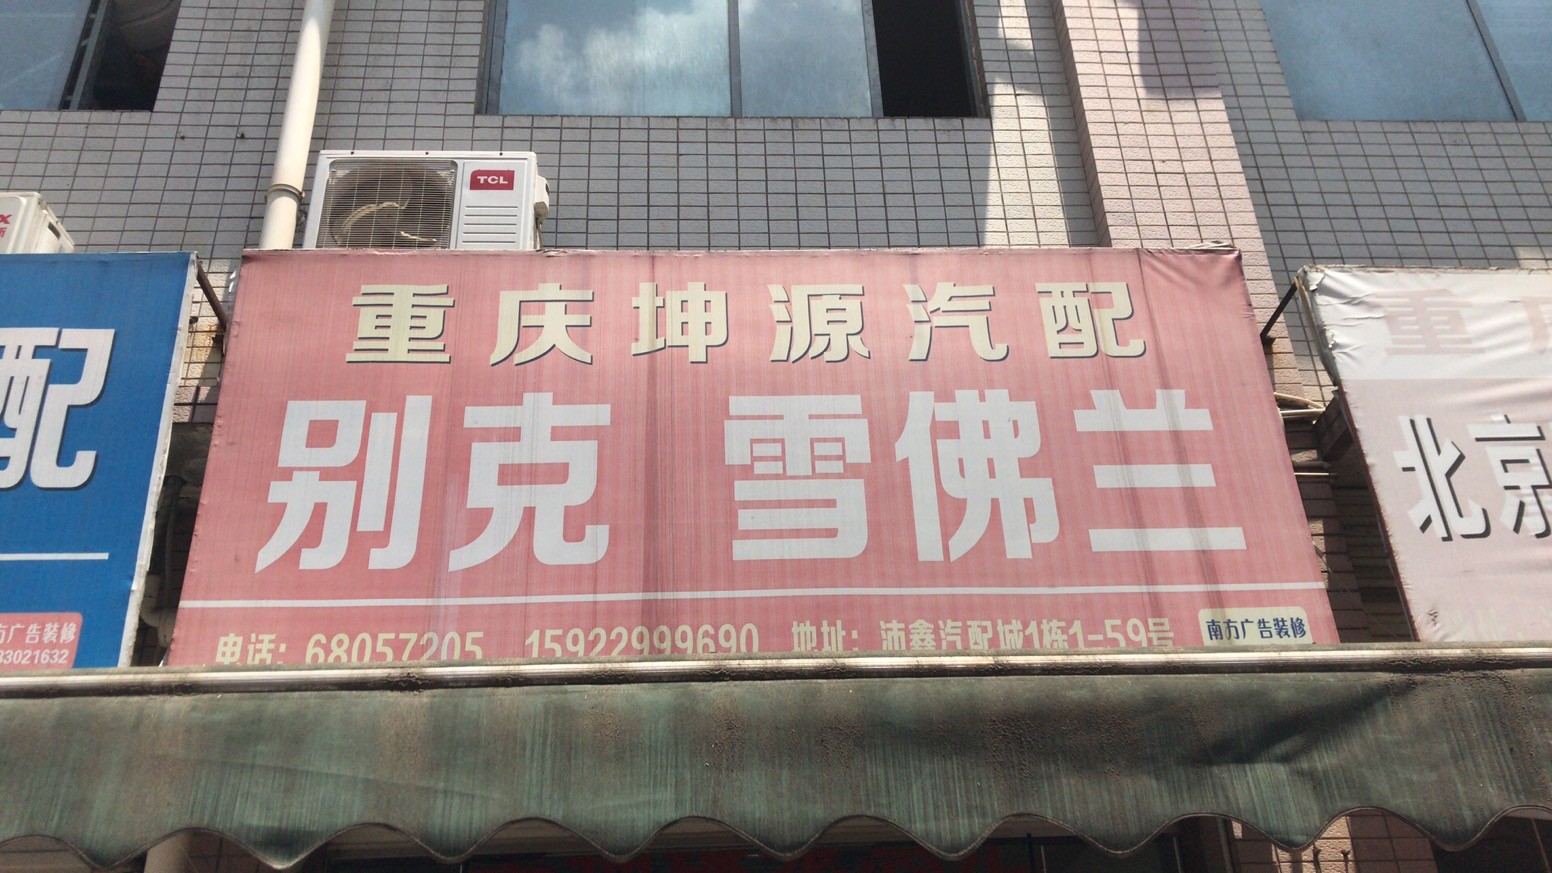 TCL
重庆坤源汽配
别克 雪佛兰
电话：68057205 15922999690 地址：沛鑫汽配城1栋1-59号
南方广告装修
配
方广告装修
83021632
重庆
北京